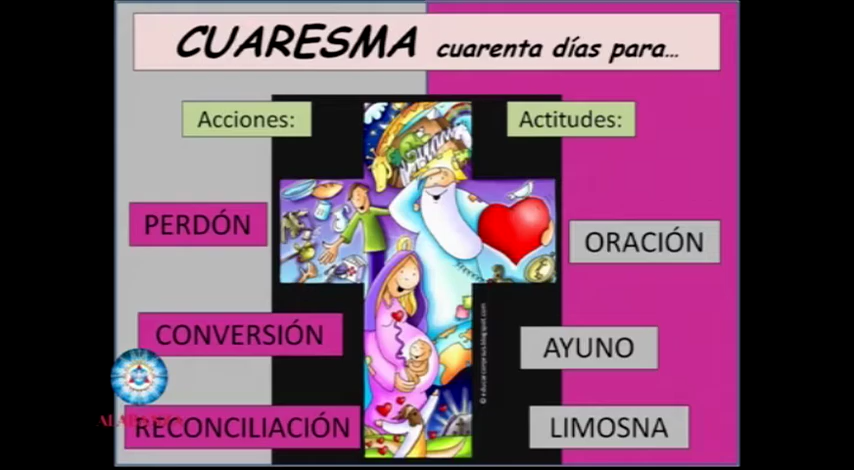 CUARESMA cuarenta días para...
Acciones:
Actitudes:
PERDÓN
ORACIÓN
CONVERSIÓN
AYUNO
RECONCILIACIÓN
LIMOSNA